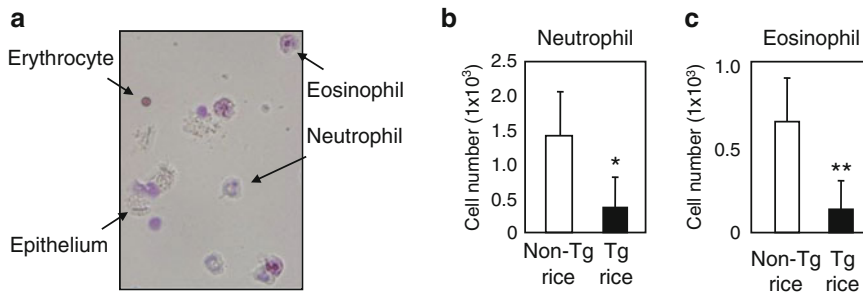 a
Erythrocyte
Eosinophil
Neutrophil
Epithelium
b
Neutrophil
Cell number (1x10³)
2.5
2.0
1.5
1.0
0.5
0
*
Non-Tg rice
Tg rice
c
Eosinophil
Cell number (1x10³)
1.0
0.5
0
**
Non-Tg rice
Tg rice